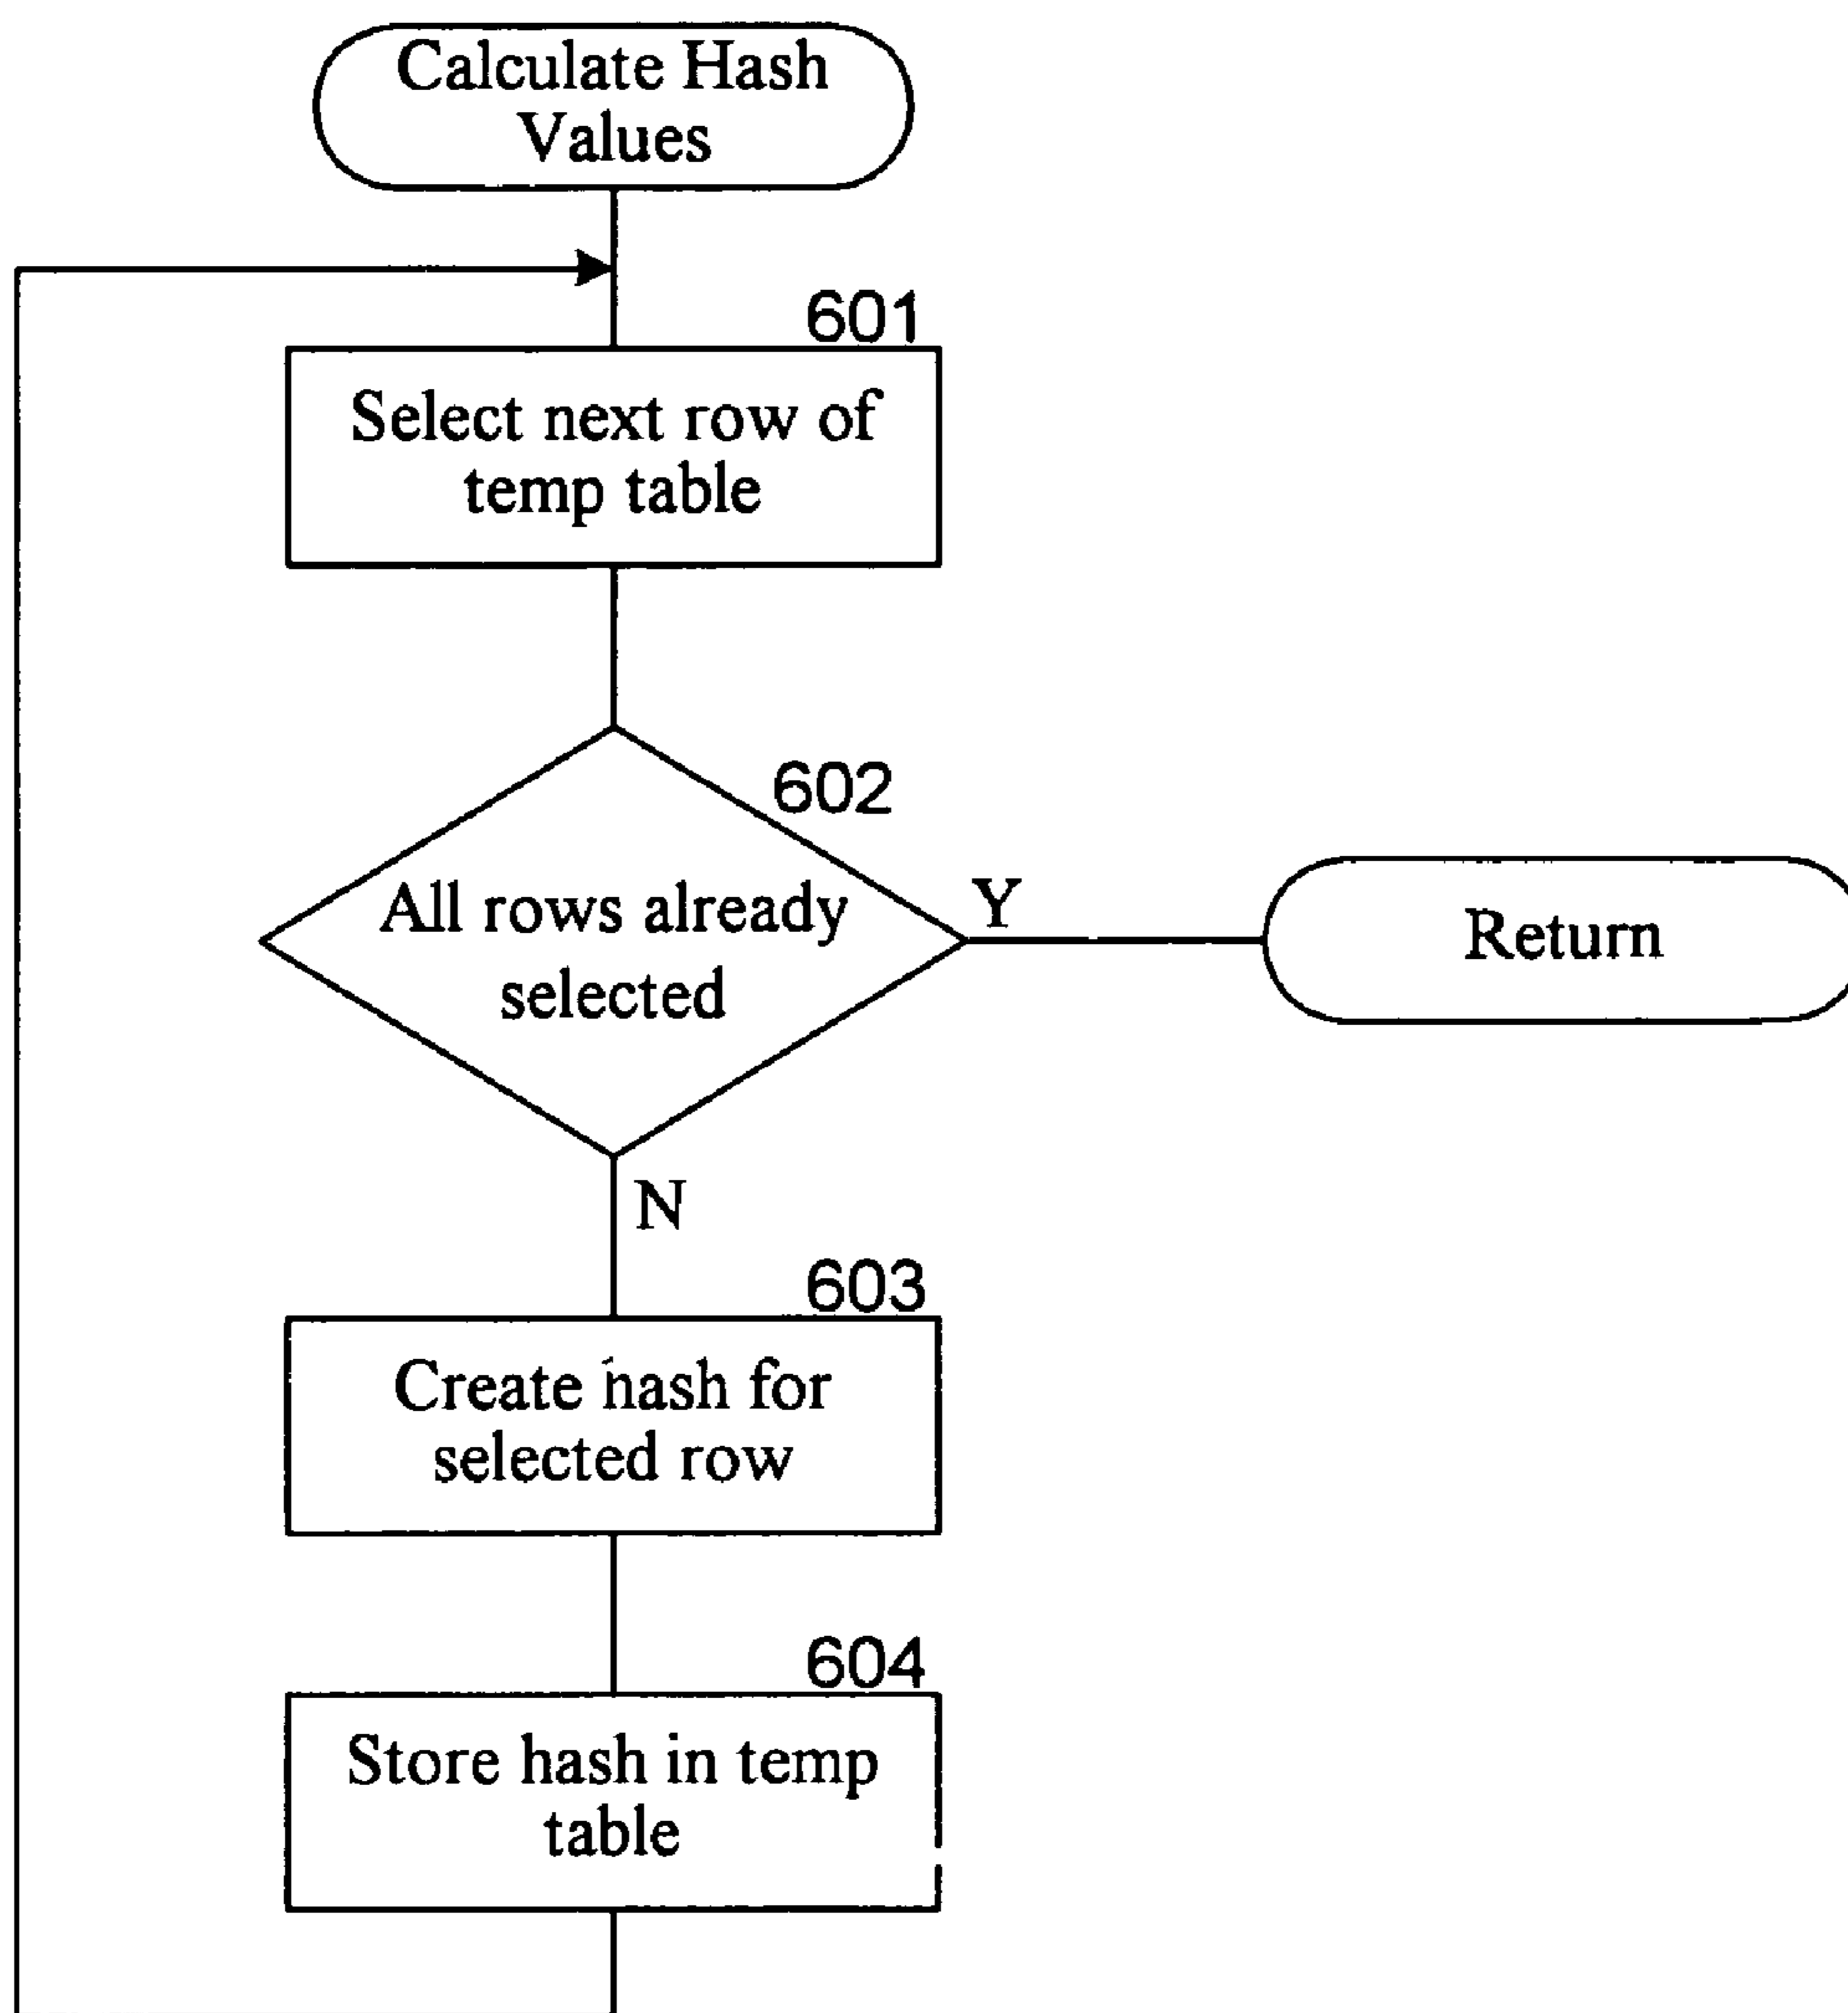 Calculate Hash
Values
601
Select next row of
temp table
602
All rows already
selected
Y
Return
N
603
Create hash for
selected row
604
Store hash in temp
table